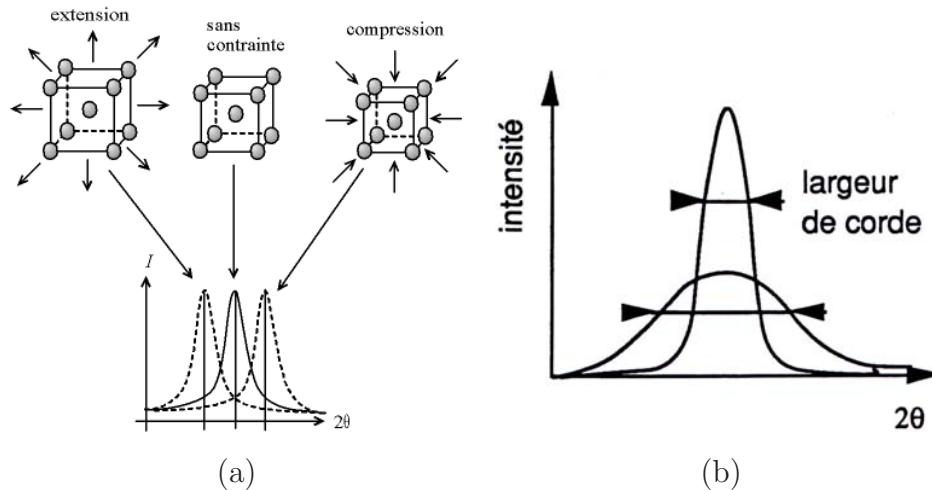 extension
sans
contrainte
compression
I
2θ
(a)
intensité
largeur
de corde
2θ
(b)